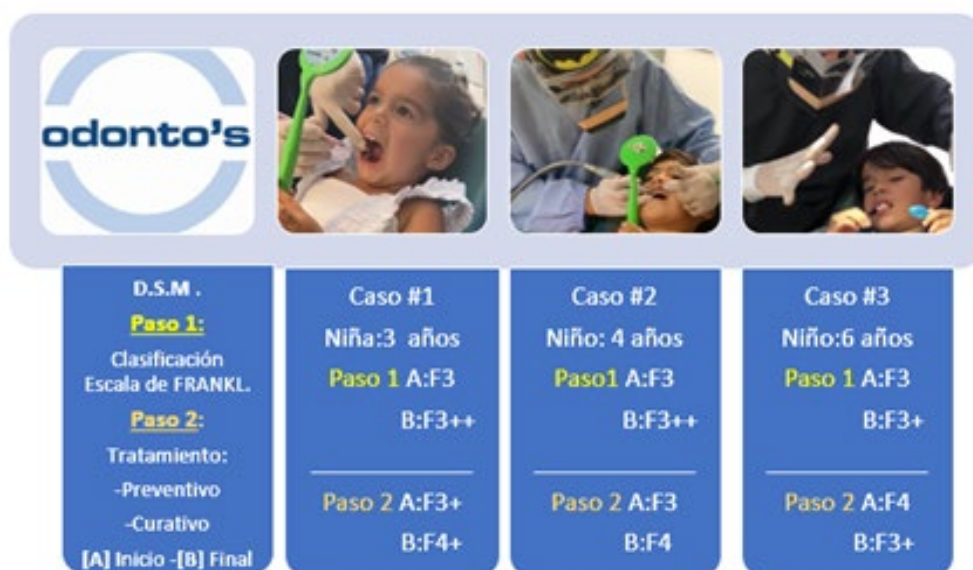 odonto's
D.S.M .
Paso 1:
Clasificación
Escala de FRANKL.
Paso 2:
Tratamiento:
-Preventivo
-Curativo
[A] Inicio -[B] Final
Caso #1
Niña:3 años
Paso 1 A:F3
B:F3++
Paso 2 A:F3+
B:F4+
Caso #2
Niño: 4 años
Paso1 A:F3
B:F3++
Paso 2 A:F3
B:F4
Caso #3
Niño:6 años
Paso 1 A:F3
B:F3+
Paso 2 A:F4
B:F3+